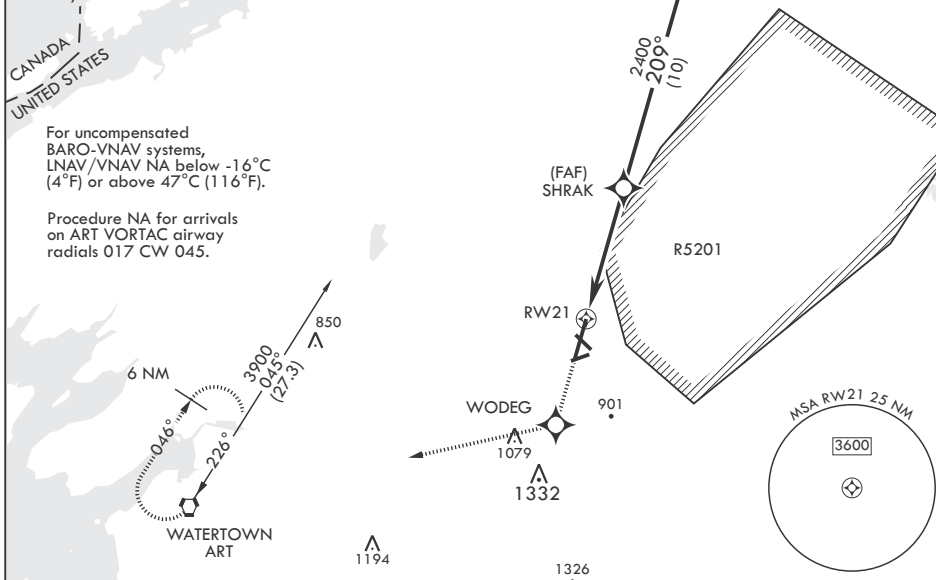 CANADA
UNITED STATES
2400
209°
(10)
For uncompensated
BARO-VNAV systems,
LNAV/VNAV NA below -16°C
(4°F) or above 47°C (116°F).
(FAF)
SHRAK
Procedure NA for arrivals
on ART VORTAC airway
radials 017 CW 045.
R5201
RW21
850
3900
045°
(27.3)
6 NM
046°
226°
WODEG
901
1079
1332
MSA RW21 25 NM
3600
WATERTOWN
ART
1194
1326